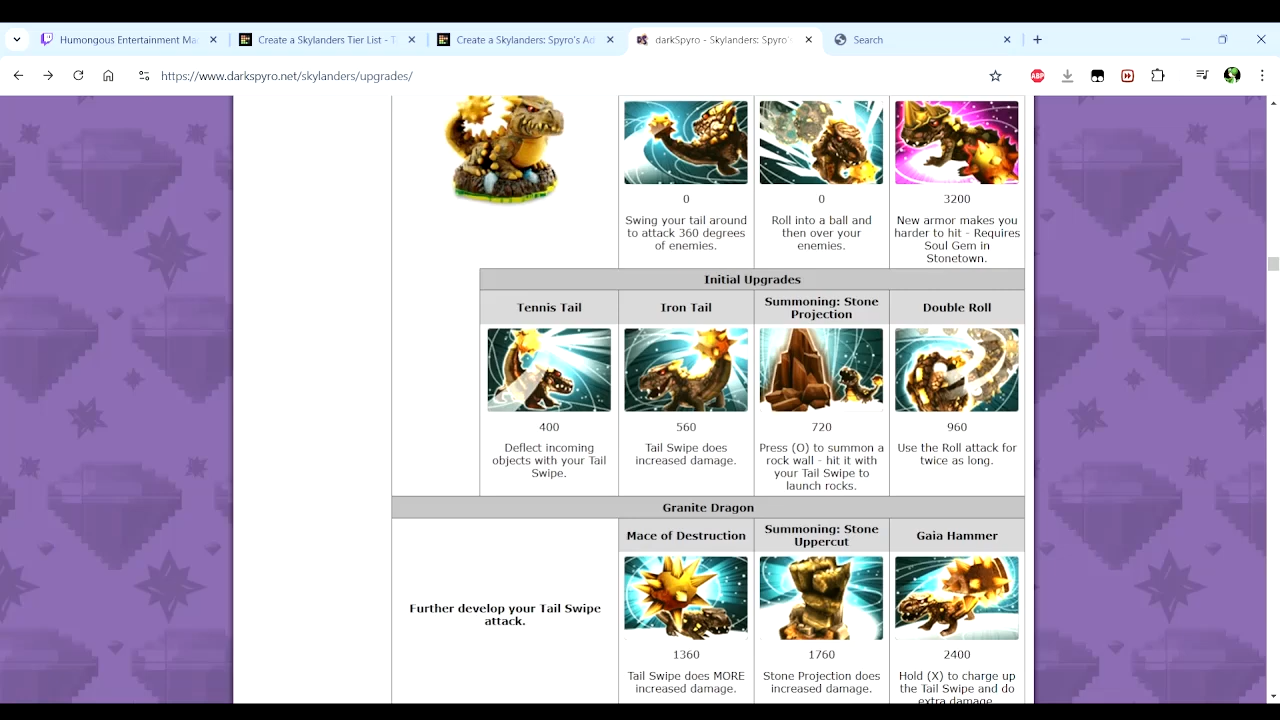 Humongous Entertainment Ma
Create a Skylanders Tier List - T
Create a Skylanders: Spyro's Ad
darkSpyro - Skylanders: Spyro'
Search
https://www.darkspyro.net/skylanders/upgrades/
ABP
0
0
3200
Swing your tail around
to attack 360 degrees
of enemies.
Roll into a ball and
then over your
enemies.
New armor makes you
harder to hit - Requires
Soul Gem in
Stonetown.
Initial Upgrades
Tennis Tail
Iron Tail
Summoning: Stone
Projection
Double Roll
400
560
720
960
Deflect incoming
objects with your Tail
Swipe.
Tail Swipe does
increased damage.
Press (O) to summon a
rock wall - hit it with
your Tail Swipe to
launch rocks.
Use the Roll attack for
twice as long.
Granite Dragon
Further develop your Tail Swipe
attack.
Mace of Destruction
Summoning: Stone
Uppercut
Gaia Hammer
1360
1760
2400
Tail Swipe does MORE
increased damage.
Stone Projection does
increased damage.
Hold (X) to charge up
the Tail Swipe and do
extra damage.